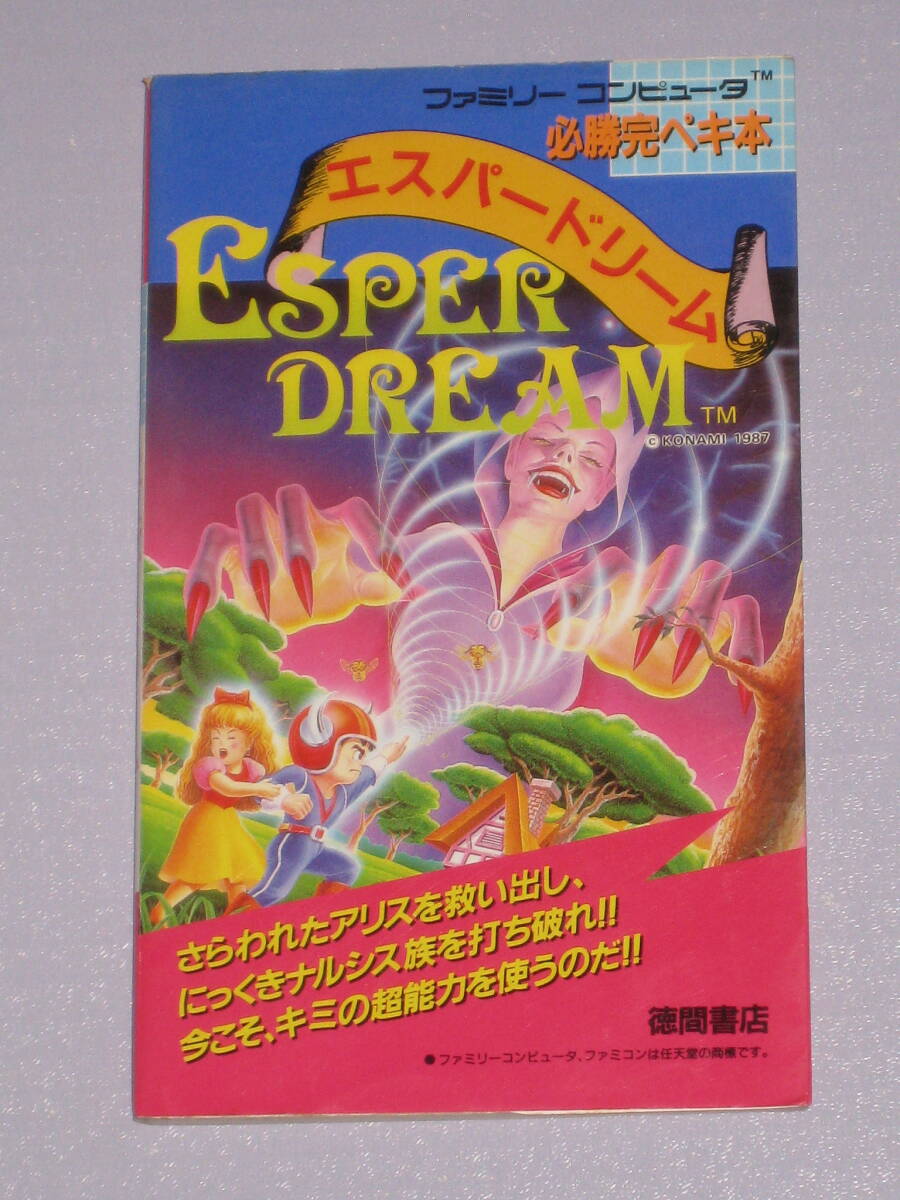 ファミリーコンピュータ™
必勝完ペキ本
エスパードリーム
ESPER
DREAM™
© KONAMI 1987
さらわれたアリスを救い出し、
にっくきナルシス族を打ち破れ!!
今こそ、キミの超能力を使うのだ!!
徳間書店
●ファミリーコンピュータ、ファミコンは任天堂の商標です。